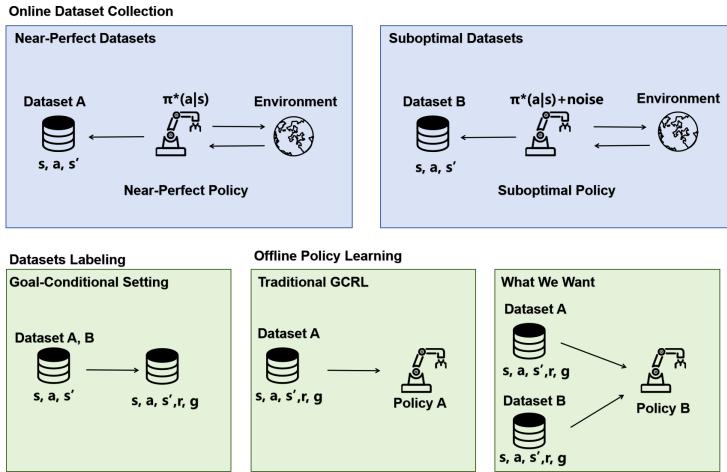 Online Dataset Collection
Near-Perfect Datasets
Dataset A
π*(a|s)
Environment
s, a, s′
Near-Perfect Policy
Suboptimal Datasets
Dataset B
π*(a|s)+noise
Environment
s, a, s′
Suboptimal Policy
Datasets Labeling
Goal-Conditional Setting
Dataset A, B
s, a, s′
s, a, s′,r, g
Offline Policy Learning
Traditional GCRL
Dataset A
s, a, s′,r, g
Policy A
What We Want
Dataset A
s, a, s′,r, g
Dataset B
s, a, s′,r, g
Policy B